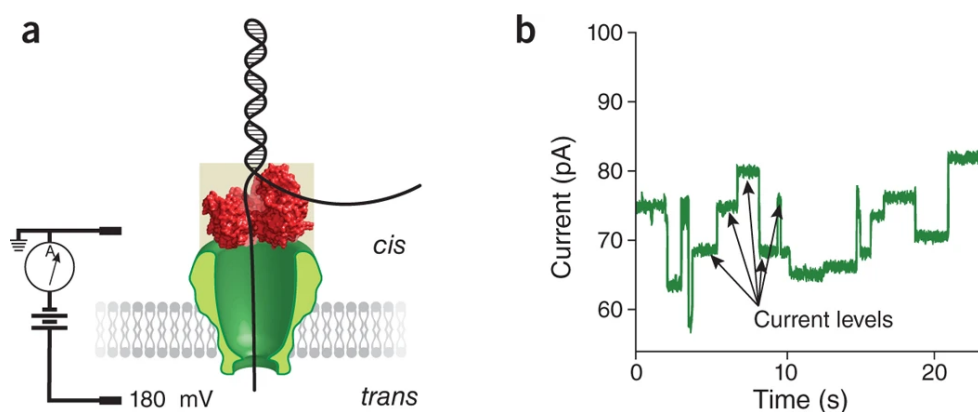 a
cis
A
180 mV
trans
b
100
90
80
70
60
Current (pA)
Current levels
0
10
20
Time (s)